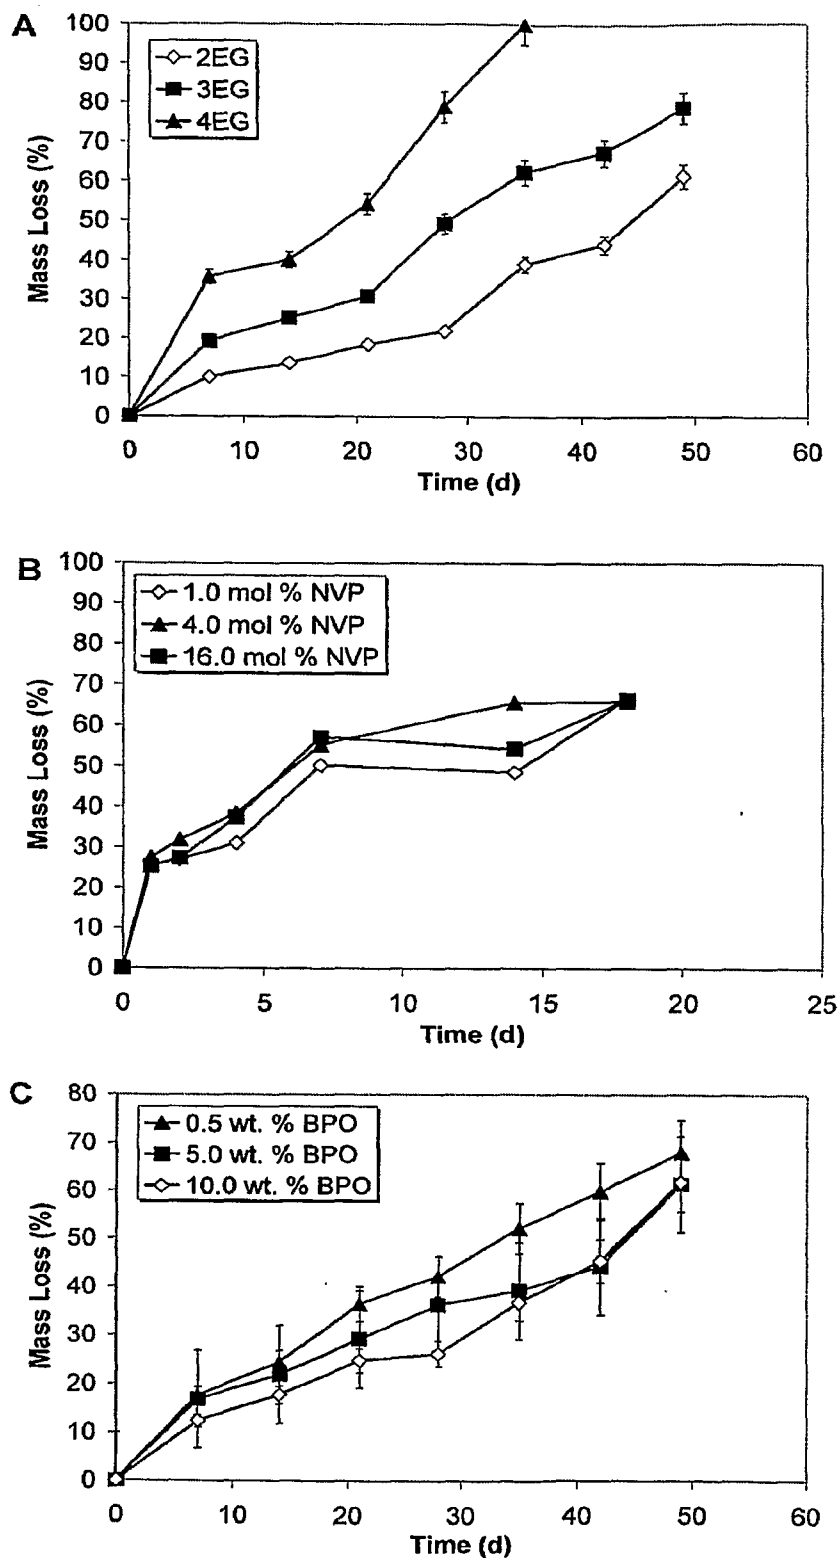 A
100
90
80
70
60
50
40
30
20
10
0
Mass Loss (%)
2EG
3EG
4EG
0 10 20 30 40 50 60
Time (d)
B
100
90
80
70
60
50
40
30
20
10
0
Mass Loss (%)
1.0 mol % NVP
4.0 mol % NVP
16.0 mol % NVP
0 5 10 15 20 25
Time (d)
C
80
70
60
50
40
30
20
10
0
Mass Loss (%)
0.5 wt. % BPO
5.0 wt. % BPO
10.0 wt. % BPO
0 10 20 30 40 50 60
Time (d)